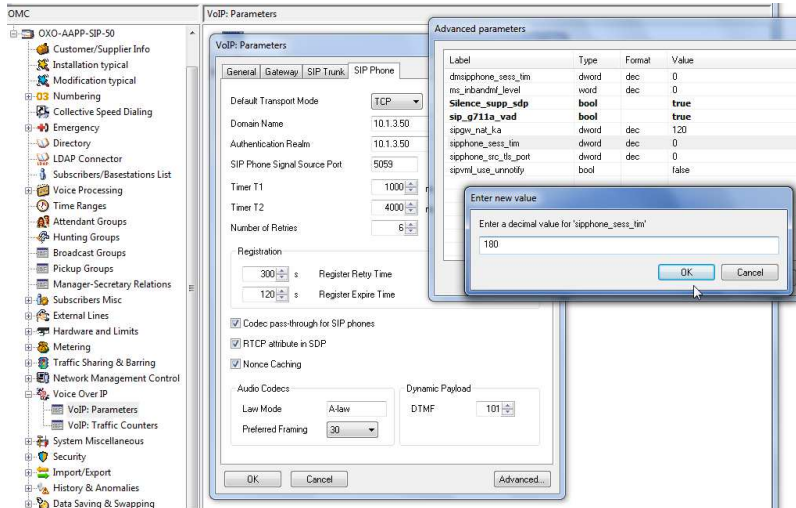 OMC
OXO-AAPP-SIP-50
Customer/Supplier Info
Installation typical
Modification typical
Numbering
Collective Speed Dialing
Emergency
Directory
LDAP Connector
Subscribers/Basestations List
Voice Processing
Time Ranges
Attendant Groups
Hunting Groups
Broadcast Groups
Pickup Groups
Manager-Secretary Relations
Subscribers Misc
External Lines
Hardware and Limits
Metering
Traffic Sharing & Barring
Network Management Control
Voice Over IP
VoIP: Parameters
VoIP: Traffic Counters
System Miscellaneous
Security
Import/Export
History & Anomalies
Data Saving & Swapping
VoIP: Parameters
VoIP: Parameters
General Gateway SIP Trunk SIP Phone
Default Transport Mode TCP
Domain Name 10.1.3.50
Authentication Realm 10.1.3.50
SIP Phone Signal Source Port 5059
Timer T1 1000
Timer T2 4000
Number of Retries 6
Registration
300 s Register Retry Time
120 s Register Expire Time
Codec pass-through for SIP phones
RTCP attribute in SDP
Nonce Caching
Audio Codecs
Law Mode A-law
Preferred Framing 30
Dynamic Payload
DTMF 101
OK Cancel Advanced...
Advanced parameters
Label Type Format Value
dmsipphone_sess_tim dword dec 0
ms_inbandmf_level word dec 0
Silence_supp_sdp bool true
sip_g711a_vad bool true
sipgw_nat_ka dword dec 120
sipphone_sess_tim dword dec 0
sipphone_src_tls_port dword dec 0
sipvml_use_unnotify bool false
Enter new value
Enter a decimal value for 'sipphone_sess_tim'
180
OK Cancel